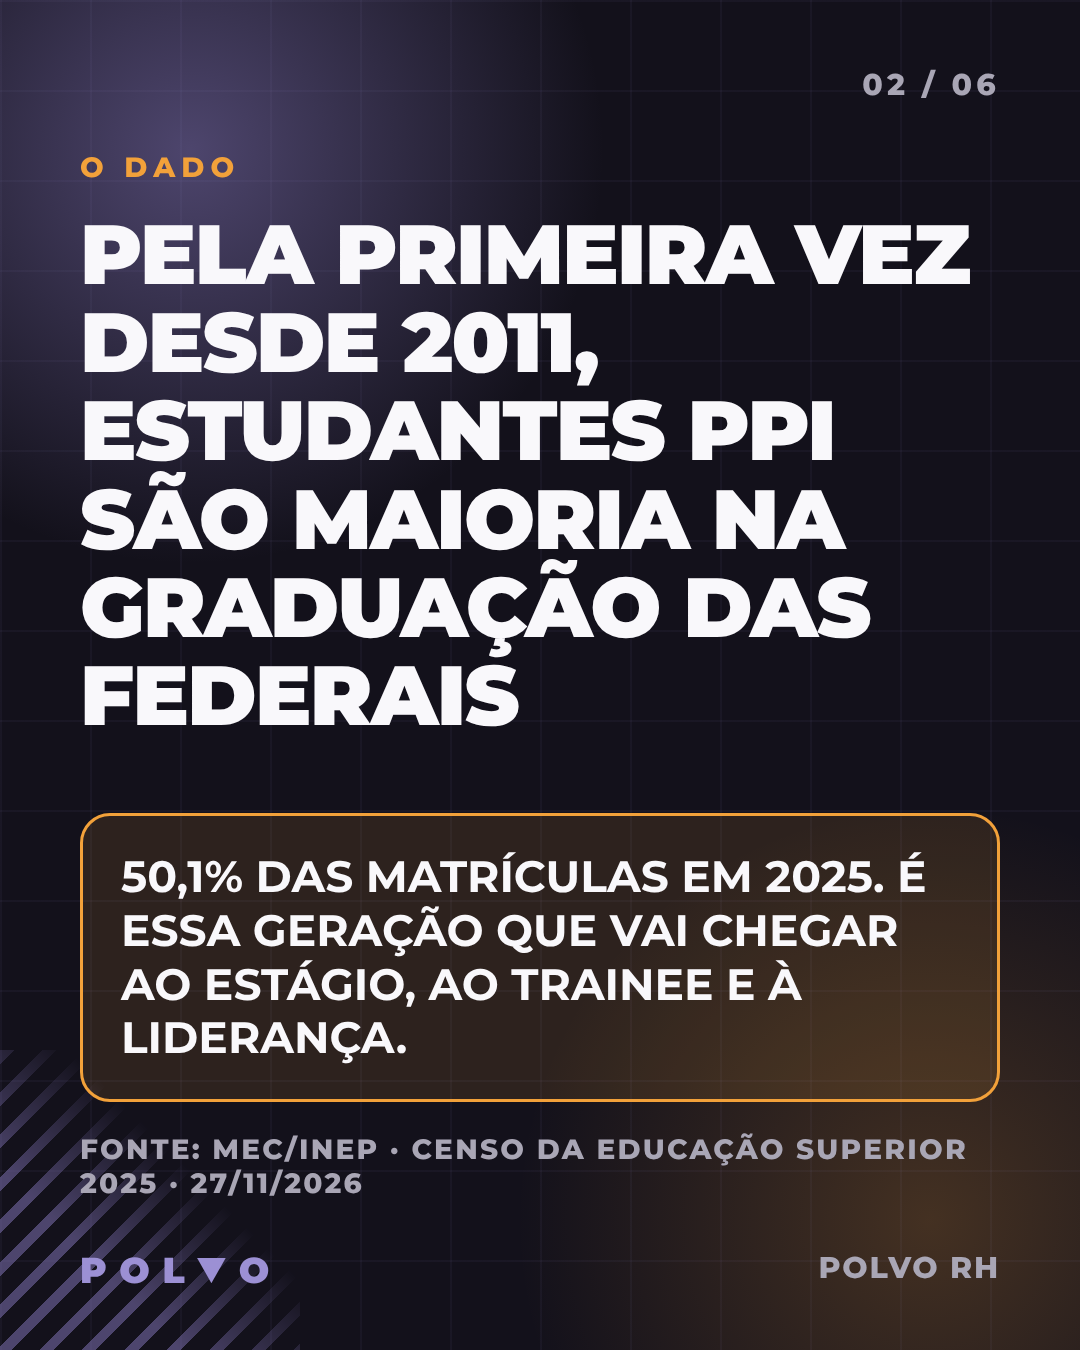 02 / 06
O DADO
PELA PRIMEIRA VEZ
DESDE 2011,
ESTUDANTES PPI
SÃO MAIORIA NA
GRADUAÇÃO DAS
FEDERAIS
50,1% DAS MATRÍCULAS EM 2025. É
ESSA GERAÇÃO QUE VAI CHEGAR
AO ESTÁGIO, AO TRAINEE E À
LIDERANÇA.
FONTE: MEC/INEP · CENSO DA EDUCAÇÃO SUPERIOR
2025 · 27/11/2026
POLVO
POLVO RH